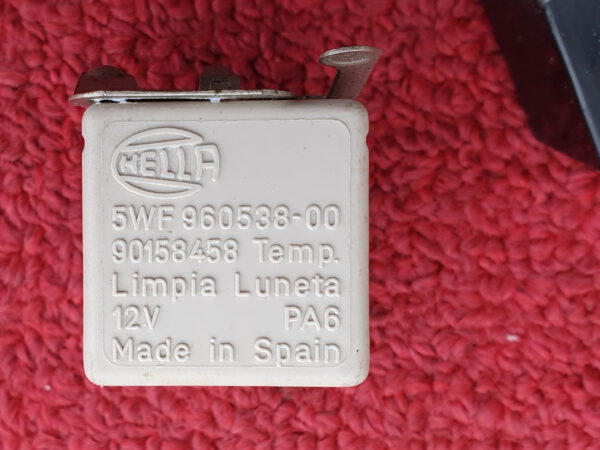 HELLA
5WF 960538-00
90158458 Temp.
Limpia Luneta
12V PA6
Made in Spain